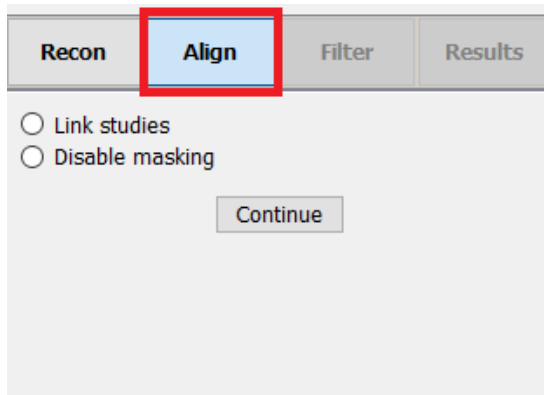 Recon Align Filter Results
Link studies
Disable masking
Continue